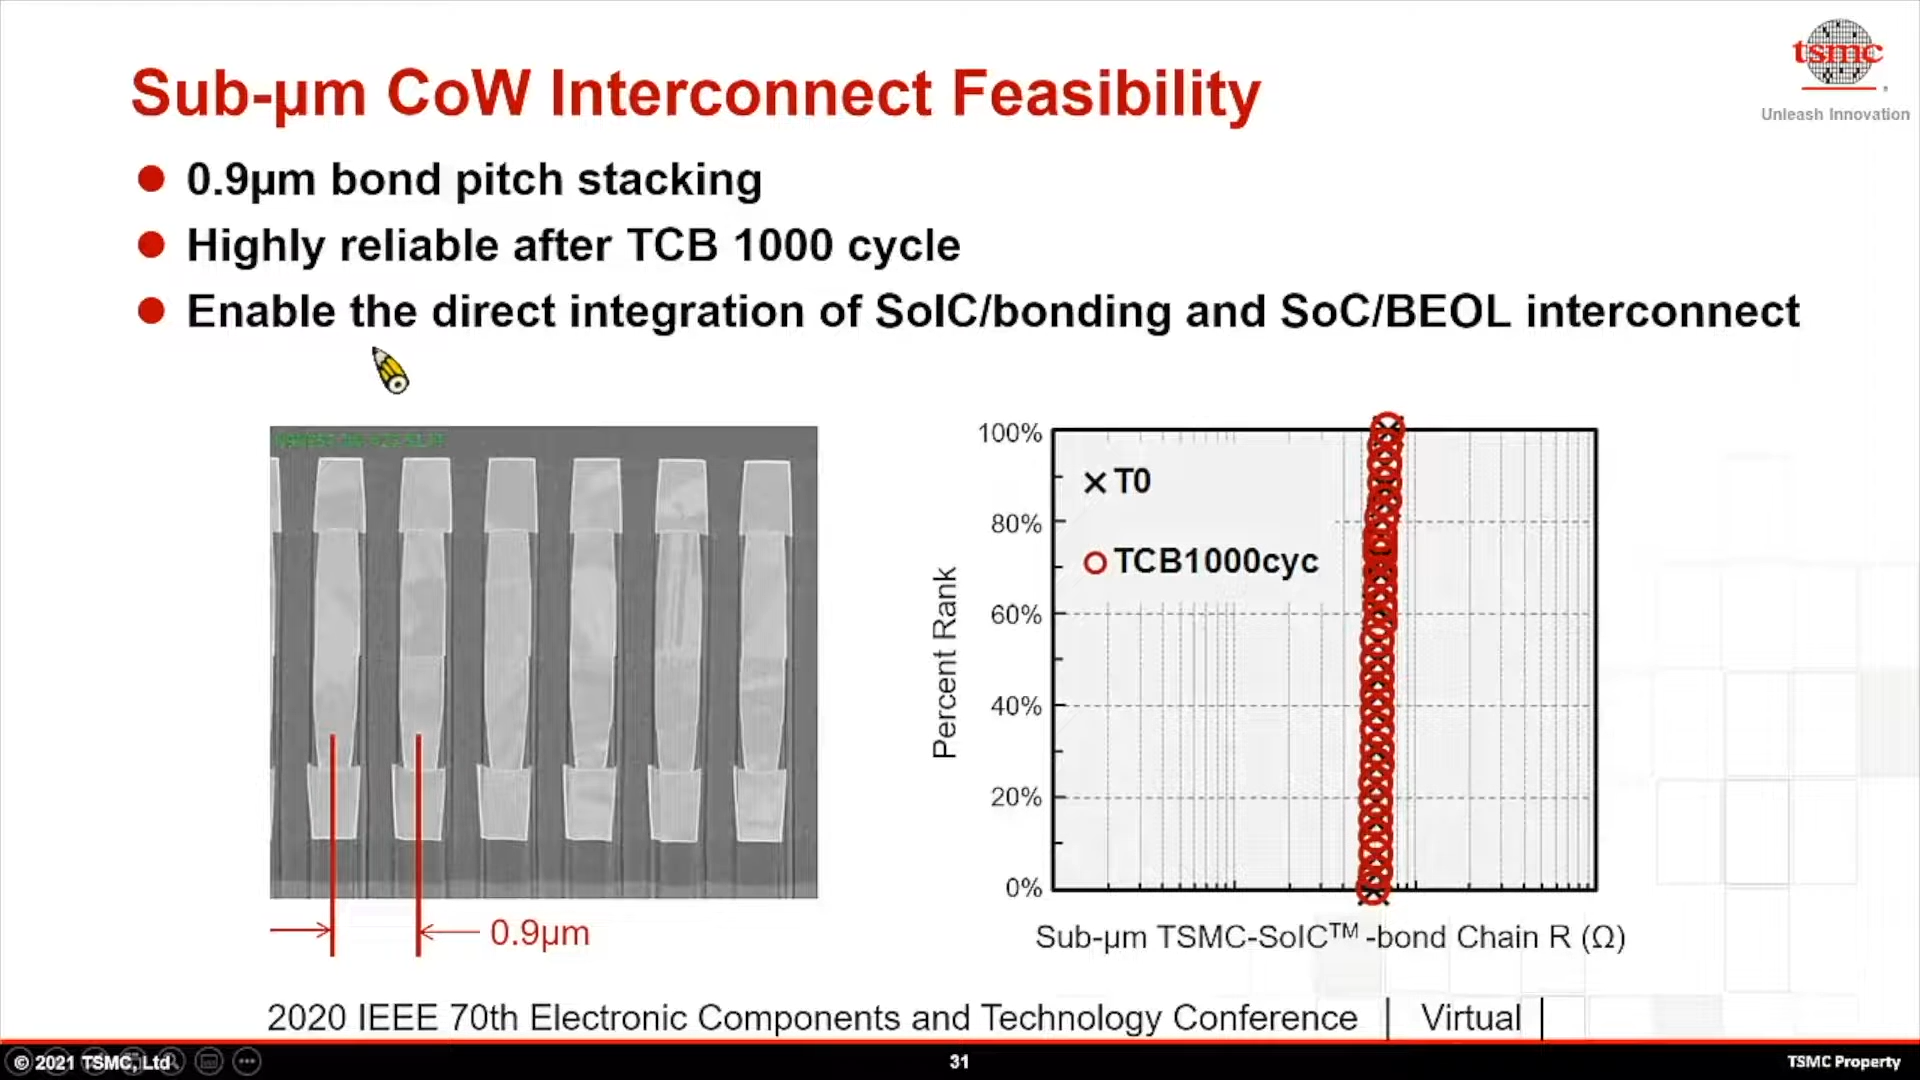 Sub-µm CoW Interconnect Feasibility
tsmc
Unleash Innovation
0.9µm bond pitch stacking
Highly reliable after TCB 1000 cycle
Enable the direct integration of SoIC/bonding and SoC/BEOL interconnect
0.9µm
Percent Rank
100%
80%
60%
40%
20%
0%
× T0
TCB1000cyc
Sub-µm TSMC-SoIC™ -bond Chain R (Ω)
2020 IEEE 70th Electronic Components and Technology Conference | Virtual |
© 2021 TSMC, Ltd
31
TSMC Property